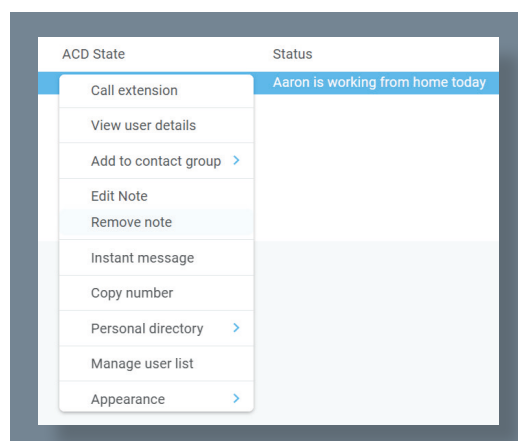 ACD State Status
Aaron is working from home today
Call extension
View user details
Add to contact group
Edit Note
Remove note
Instant message
Copy number
Personal directory
Manage user list
Appearance